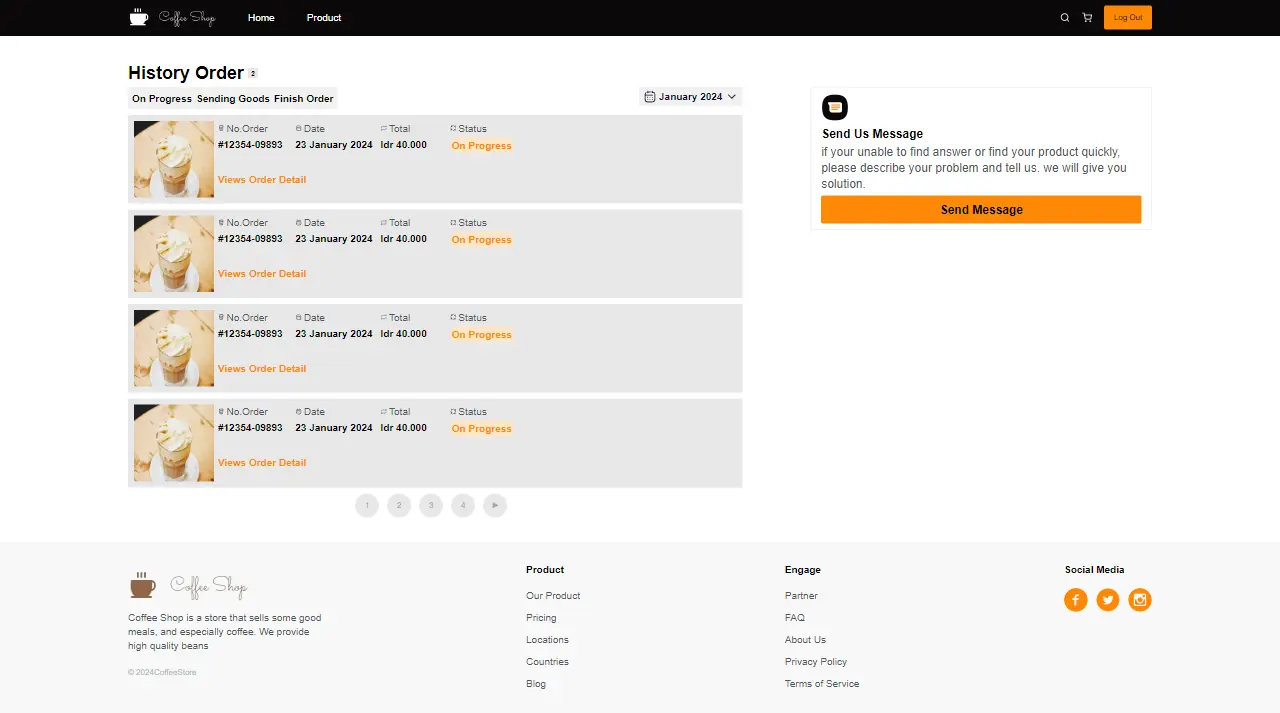 Coffee Shop Home Product Log Out
History Order 2
On Progress Sending Goods Finish Order
January 2024
No.Order Date Total Status
#12354-09893 23 January 2024 Idr 40.000 On Progress
Views Order Detail
No.Order Date Total Status
#12354-09893 23 January 2024 Idr 40.000 On Progress
Views Order Detail
No.Order Date Total Status
#12354-09893 23 January 2024 Idr 40.000 On Progress
Views Order Detail
No.Order Date Total Status
#12354-09893 23 January 2024 Idr 40.000 On Progress
Views Order Detail
1 2 3 4
Send Us Message
if your unable to find answer or find your product quickly,
please describe your problem and tell us. we will give you
solution.
Send Message
Coffee Shop
Coffee Shop is a store that sells some good
meals, and especially coffee. We provide
high quality beans
© 2024CoffeeStore
Product
Our Product
Pricing
Locations
Countries
Blog
Engage
Partner
FAQ
About Us
Privacy Policy
Terms of Service
Social Media